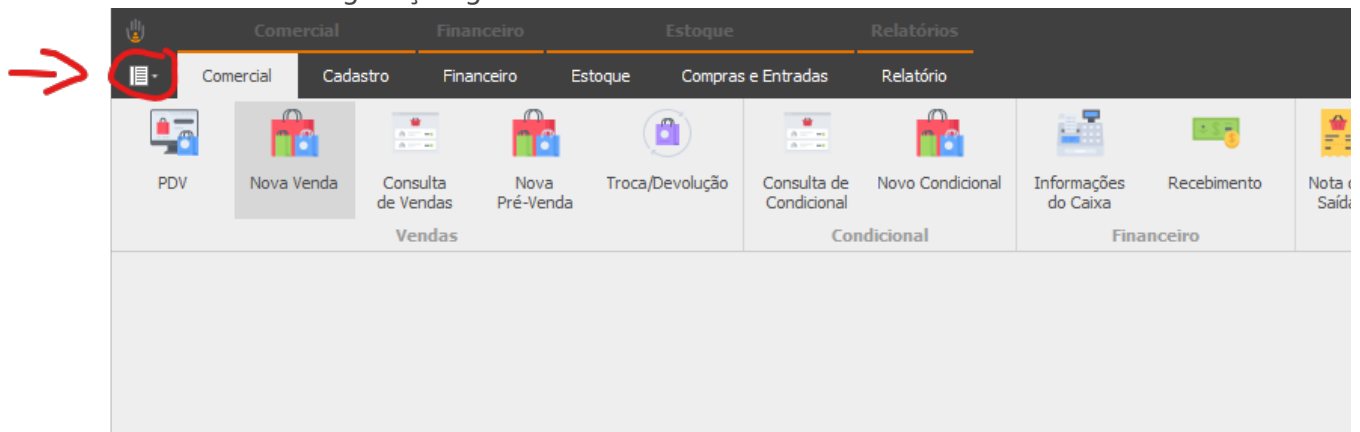 Comercial Financeiro Estoque Relatórios
Comercial Cadastro Financeiro Estoque Compras e Entradas Relatório
PDV Nova Venda Consulta de Vendas Nova Pré-Venda Troca/Devolução Consulta de Condicional Novo Condicional Informações do Caixa Recebimento Nota
Vendas Condicional Financeiro